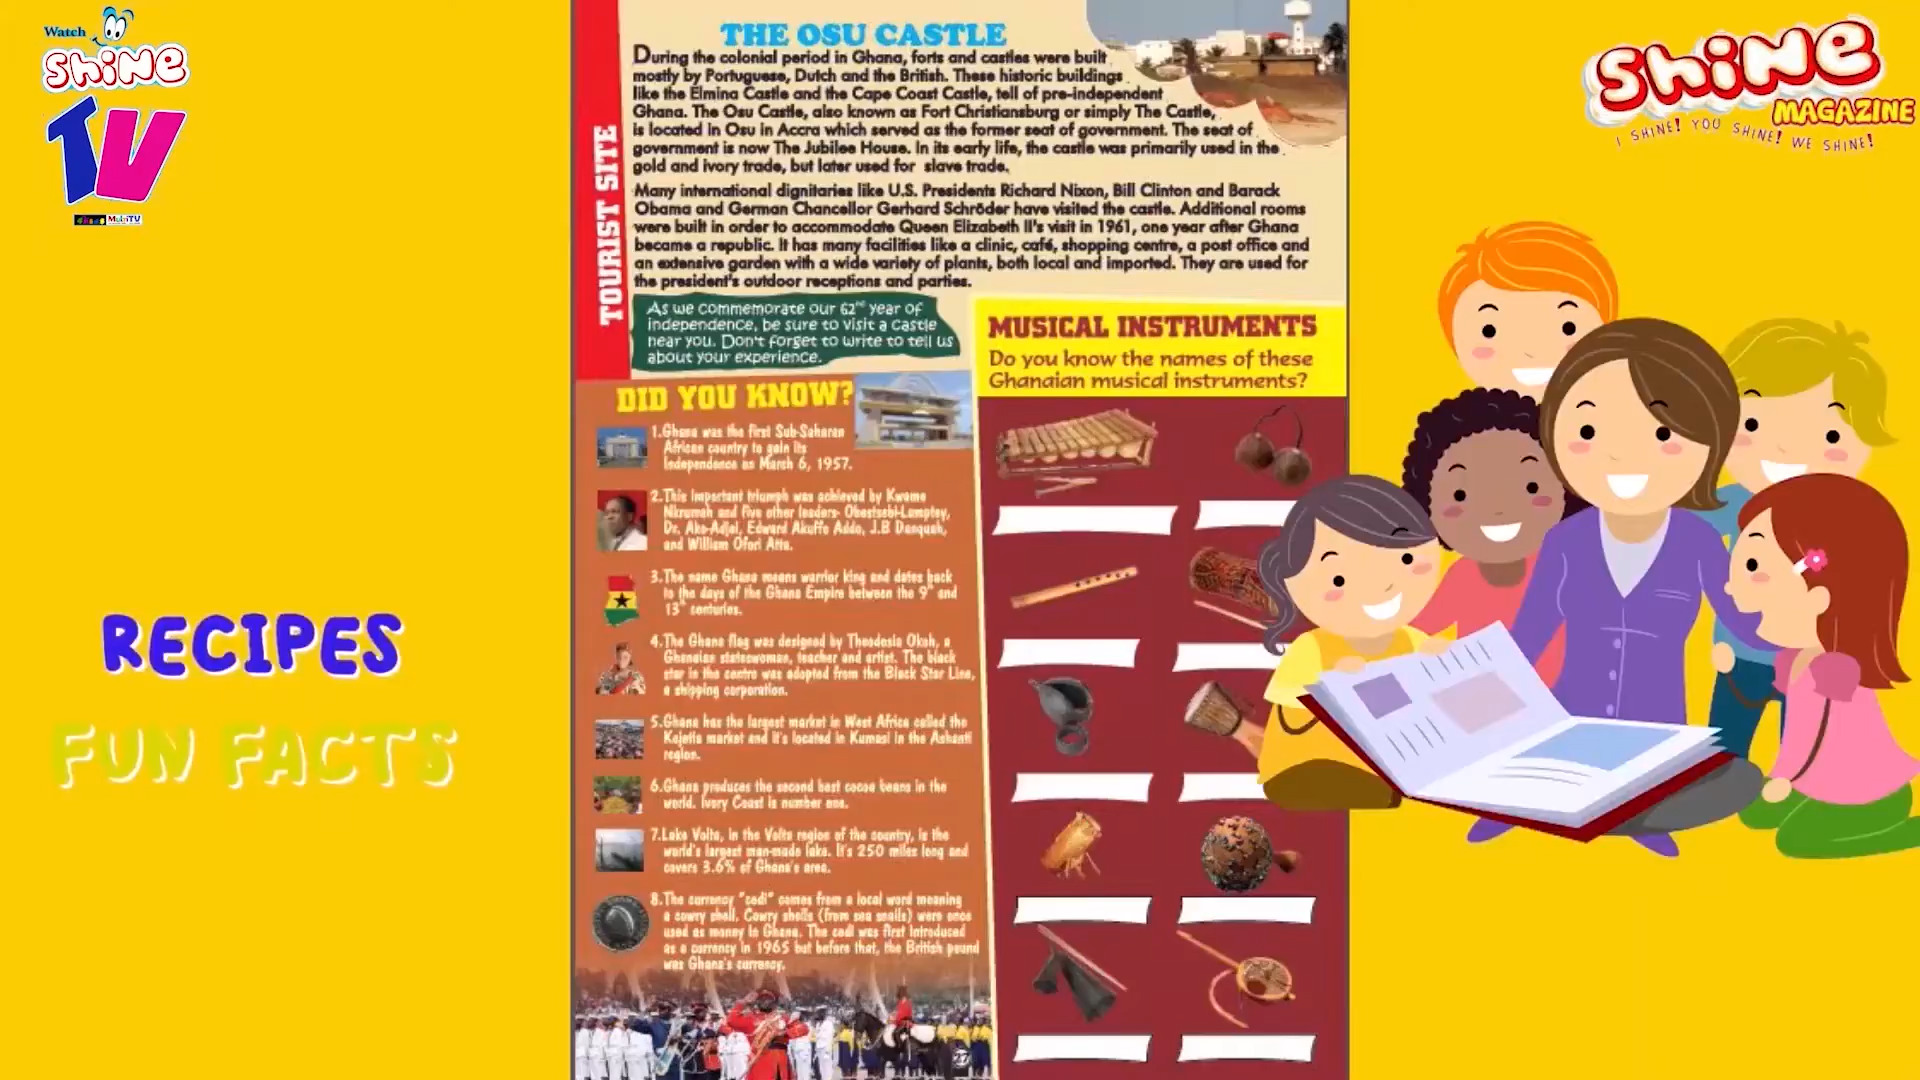 Watch
Shine
TV
MultiTV
Shine
MAGAZINE
I SHINE! YOU SHINE! WE SHINE!
RECIPES
FUN FACTS
TOURIST SITE
THE OSU CASTLE
During the colonial period in Ghana, forts and castles were built
mostly by Portuguese, Dutch and the British. These historic buildings
like the Elmina Castle and the Cape Coast Castle, tell of pre-independent
Ghana. The Osu Castle, also known as Fort Christiansburg or simply The Castle,
is located in Osu in Accra which served as the former seat of government. The seat of
government is now The Jubilee House. In its early life, the castle was primarily used in the
gold and ivory trade, but later used for slave trade.
Many international dignitaries like U.S. Presidents Richard Nixon, Bill Clinton and Barack
Obama and German Chancellor Gerhard Schröder have visited the castle. Additional rooms
were built in order to accommodate Queen Elizabeth II's visit in 1961, one year after Ghana
became a republic. It has many facilities like a clinic, café, shopping centre, a post office and
an extensive garden with a wide variety of plants, both local and imported. They are used for
the president's outdoor receptions and parties.
As we commemorate our 62nd year of
independence, be sure to visit a castle
near you. Don't forget to write to tell us
about your experience.
DID YOU KNOW?
1.Ghana was the first Sub-Saharan
African country to gain its
Independence on March 6, 1957.
2.This important triumph was achieved by Kwame
Nkrumah and five other leaders- Obestsebi-Lamptey,
Dr. Ako-Adjei, Edward Akuffo Addo, J.B Danquah,
and William Ofori Atta.
3.The name Ghana means warrior king and dates back
to the days of the Ghana Empire between the 9th and
13th centuries.
4.The Ghana flag was designed by Theodosia Okoh, a
Ghanaian stateswoman, teacher and artist. The black
star in the centre was adopted from the Black Star Line,
a shipping corporation.
5.Ghana has the largest market in West Africa called the
Kejetia market and it's located in Kumasi in the Ashanti
region.
6.Ghana produces the second best cocoa beans in the
world. Ivory Coast is number one.
7.Lake Volta, in the Volta region of the country, is the
world's largest man-made lake. It's 250 miles long and
covers 3.6% of Ghana's area.
8.The currency "cedi" comes from a local word meaning
a cowry shell. Cowry shells (from sea snails) were once
used as money in Ghana. The cedi was first introduced
as a currency in 1965 but before that, the British pound
was Ghana's currency.
MUSICAL INSTRUMENTS
Do you know the names of these
Ghanaian musical instruments?